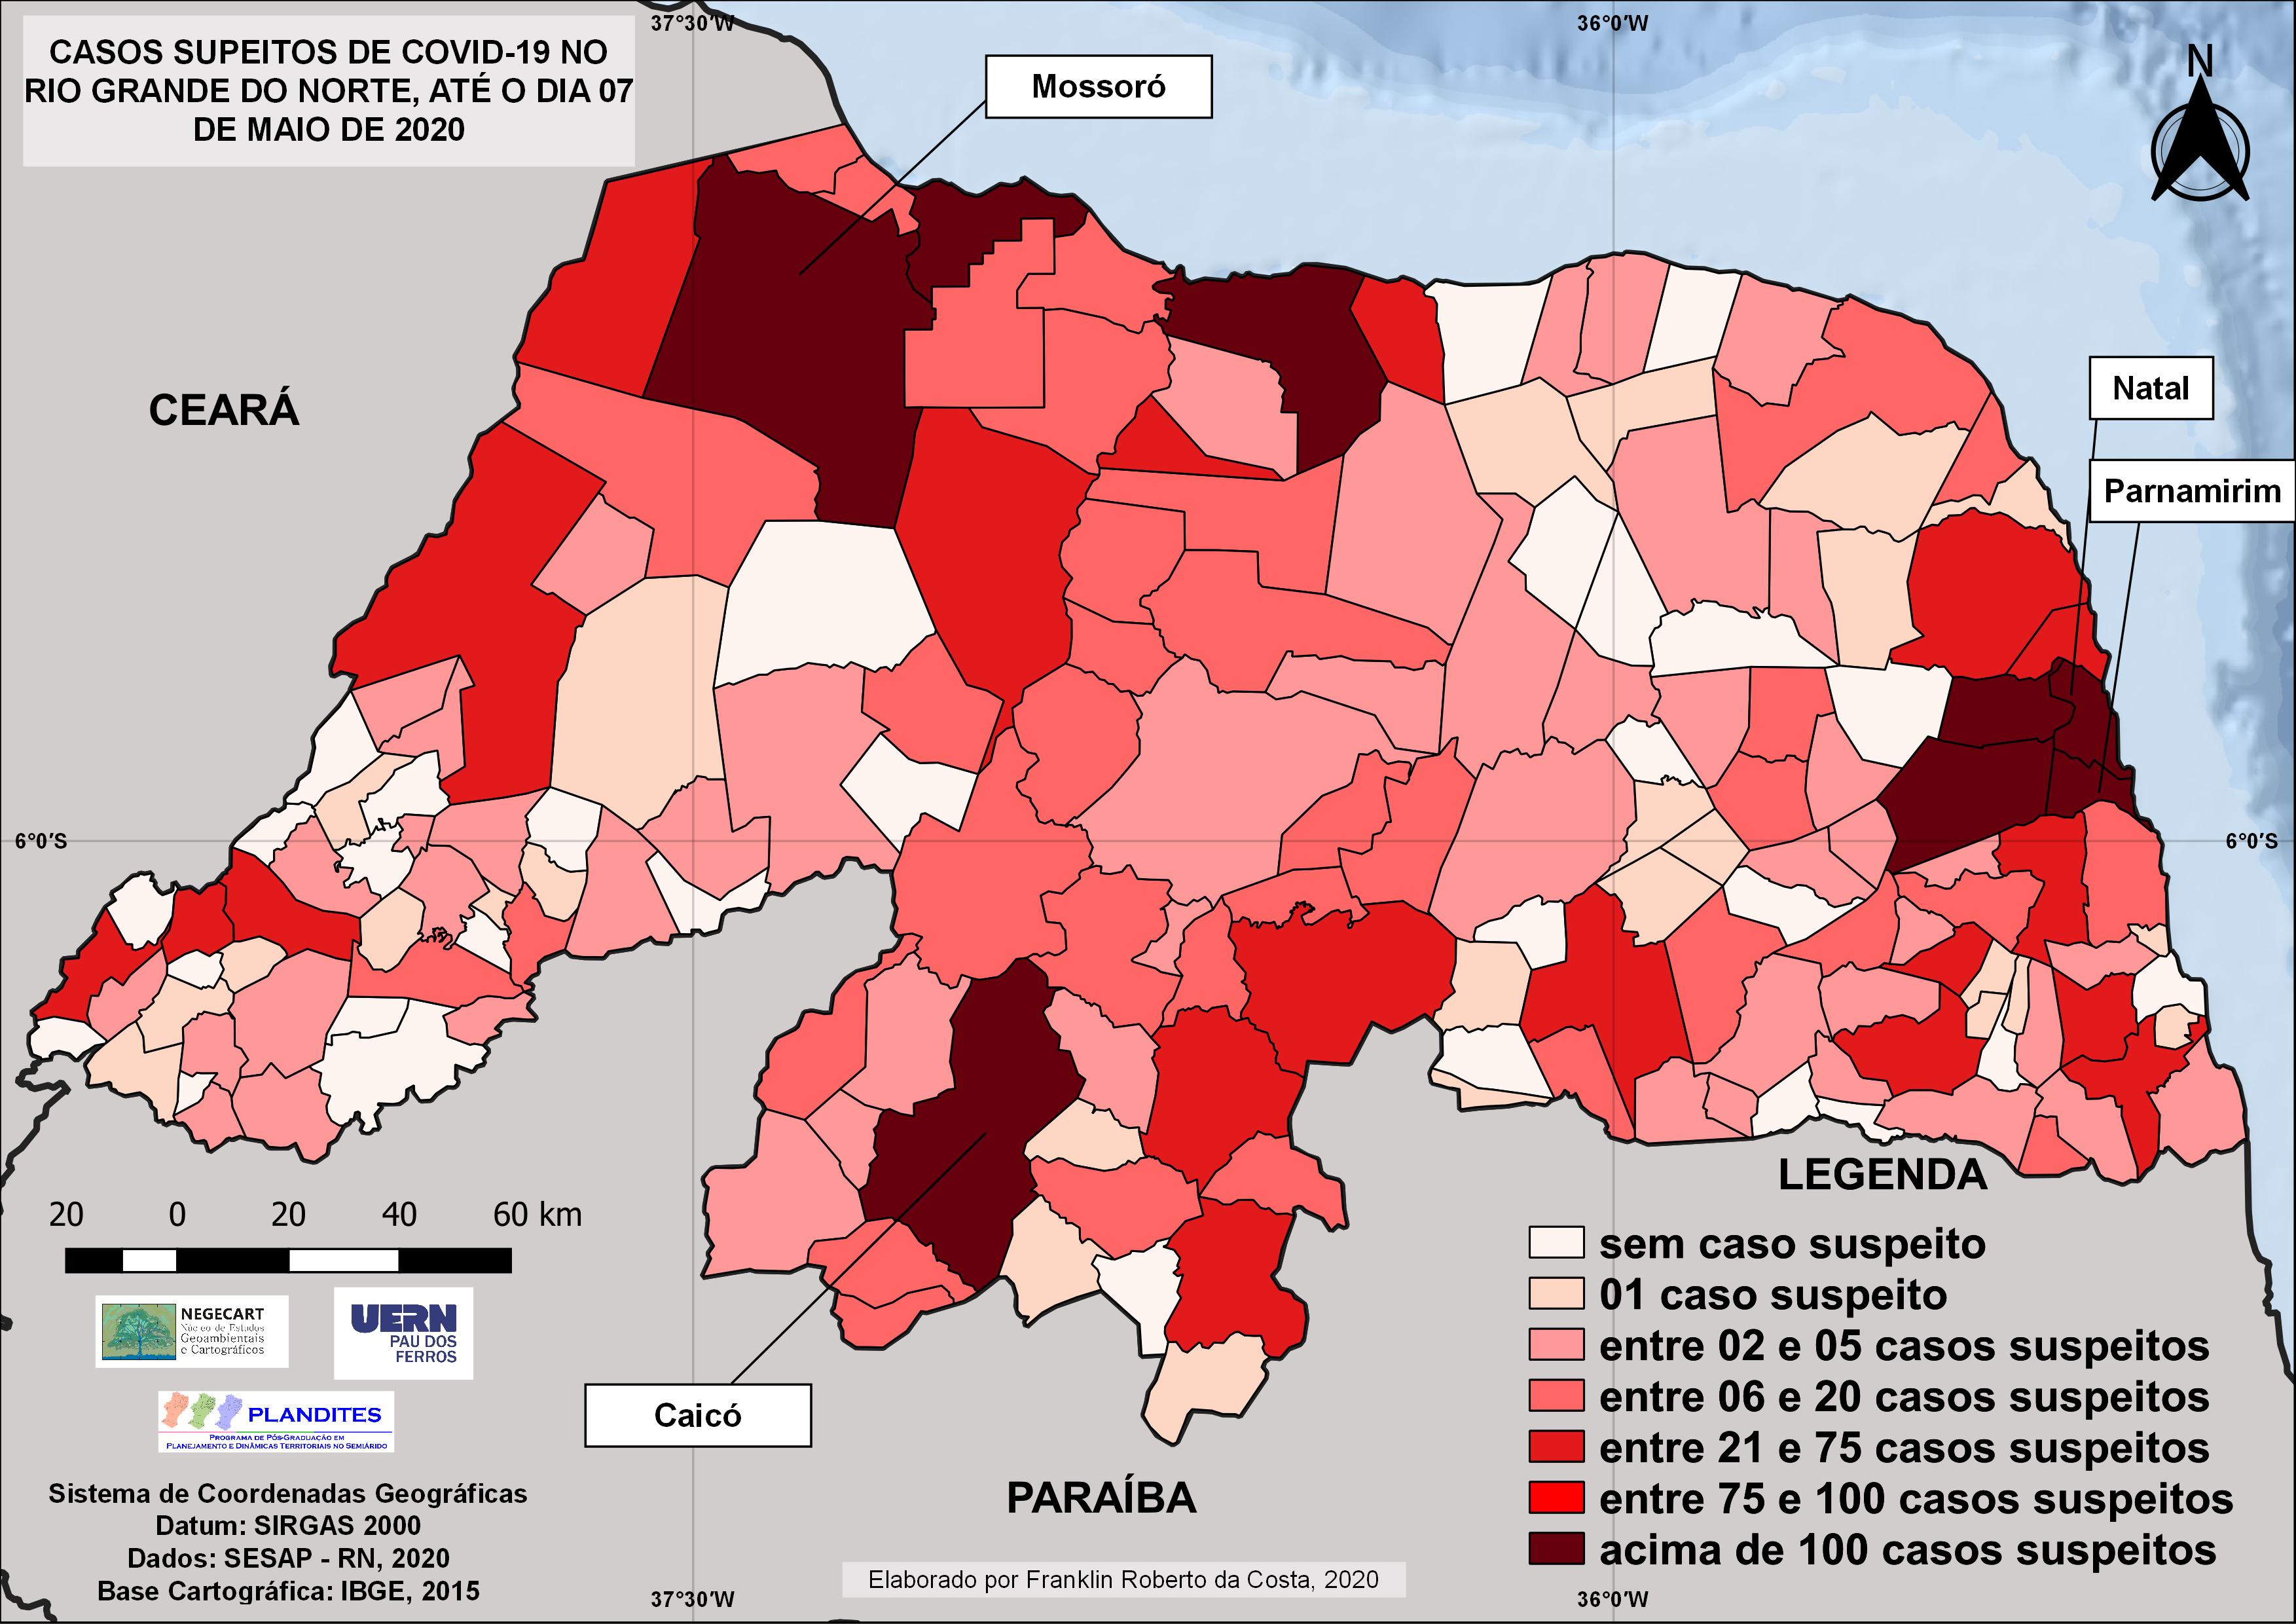 CASOS SUPEITOS DE COVID-19 NO
RIO GRANDE DO NORTE, ATÉ O DIA 07
DE MAIO DE 2020
37°30'W
36°0'W
N
Mossoró
Natal
Parnamirim
CEARÁ
6°0'S
6°0'S
LEGENDA
sem caso suspeito
01 caso suspeito
entre 02 e 05 casos suspeitos
entre 06 e 20 casos suspeitos
entre 21 e 75 casos suspeitos
entre 75 e 100 casos suspeitos
acima de 100 casos suspeitos
20 0 20 40 60 km
NEGECART
Núcleo de Estudos
Geoambientais
e Cartográficos
UERN
PAU DOS
FERROS
PLANDITES
PROGRAMA DE PÓS-GRADUAÇÃO EM
PLANEJAMENTO E DINÂMICAS TERRITORIAIS NO SEMIÁRIDO
Caicó
PARAÍBA
Sistema de Coordenadas Geográficas
Datum: SIRGAS 2000
Dados: SESAP - RN, 2020
Base Cartográfica: IBGE, 2015
Elaborado por Franklin Roberto da Costa, 2020
37°30'W
36°0'W